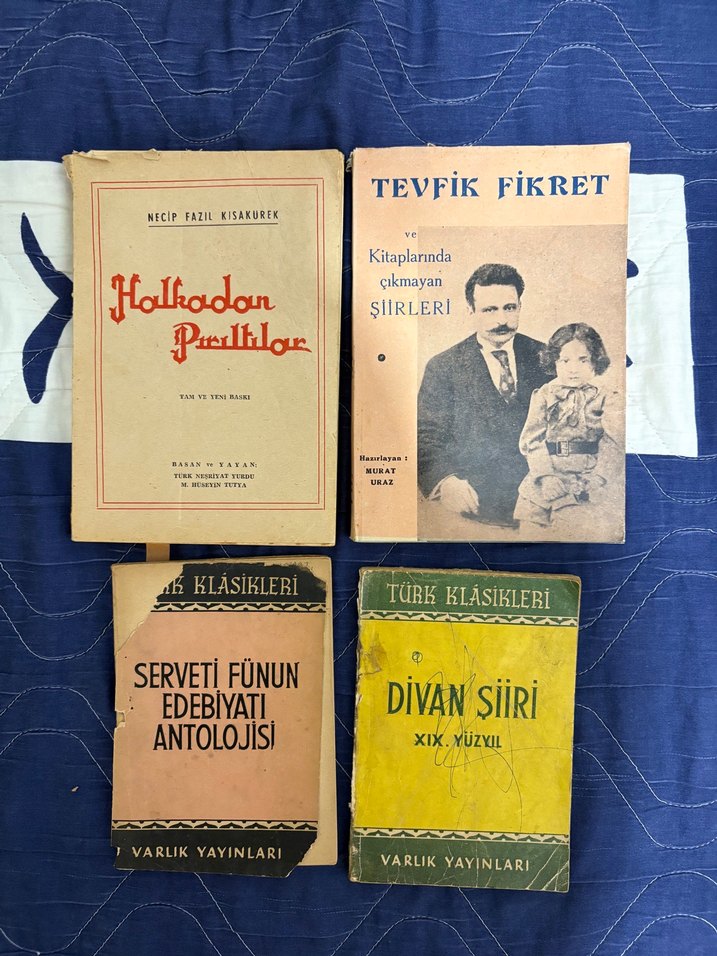 NECİP FAZIL KISAKÜREK
Halkadan
Pırıltılar
TAM VE YENİ BASKI
BASAN ve YAYAN:
TÜRK NEŞRİYAT YURDU
M. HÜSEYİN TUTYA
TEVFİK FİKRET
ve
Kitaplarında
çıkmayan
ŞİİRLERİ
Hazırlayan :
MURAT
URAZ
RK KLÂSİKLERİ
SERVETİ FÜNUN
EDEBİYATI
ANTOLOJİSİ
VARLIK YAYINLARI
TÜRK KLÂSİKLERİ
DİVAN ŞİİRİ
XIX. YÜZYIL
VARLIK YAYINLARI